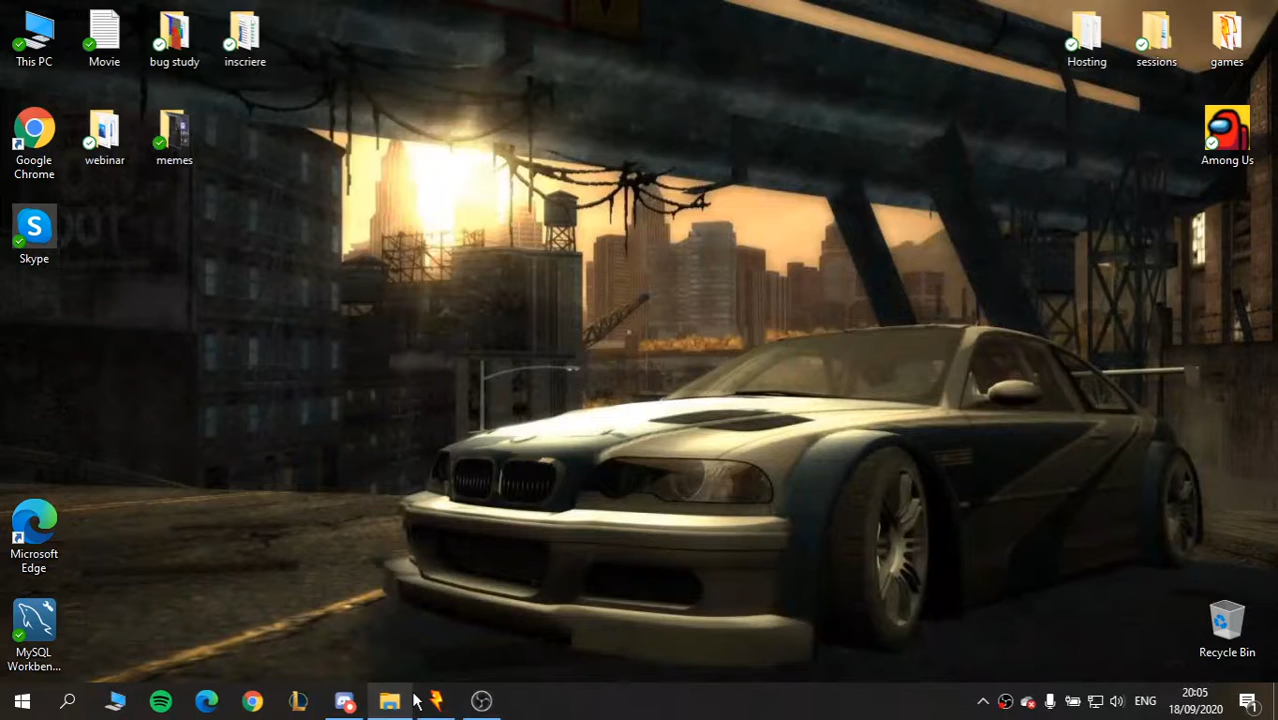 This PC
Movie
bug study
inscriere
Hosting
sessions
games
Google
Chrome
webinar
memes
Among Us
Skype
Microsoft
Edge
MySQL
Workben...
Recycle Bin
ENG
20:05
18/09/2020